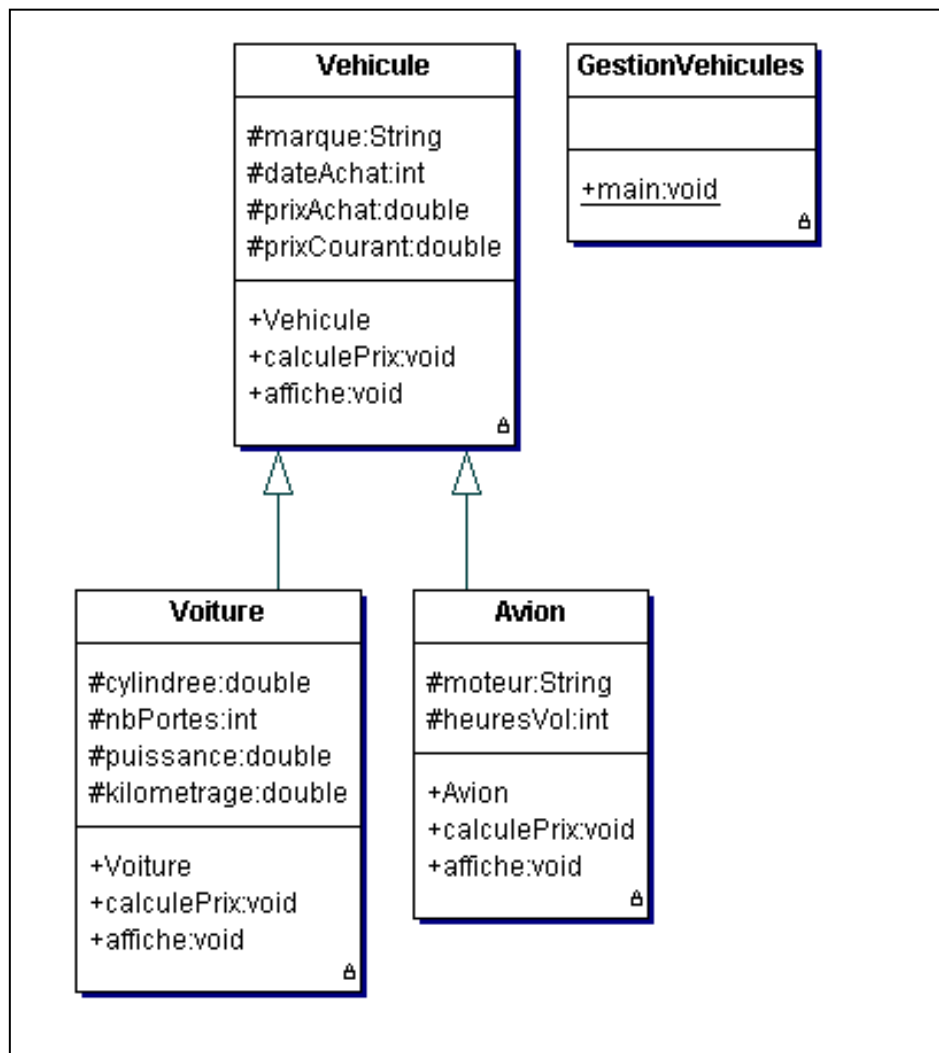 Vehicule
#marque:String
#dateAchat:int
#prixAchat:double
#prixCourant:double
+Vehicule
+calculePrix:void
+affiche:void
GestionVehicules
+main:void
Voiture
#cylindree:double
#nbPortes:int
#puissance:double
#kilometrage:double
+Voiture
+calculePrix:void
+affiche:void
Avion
#moteur:String
#heuresVol:int
+Avion
+calculePrix:void
+affiche:void